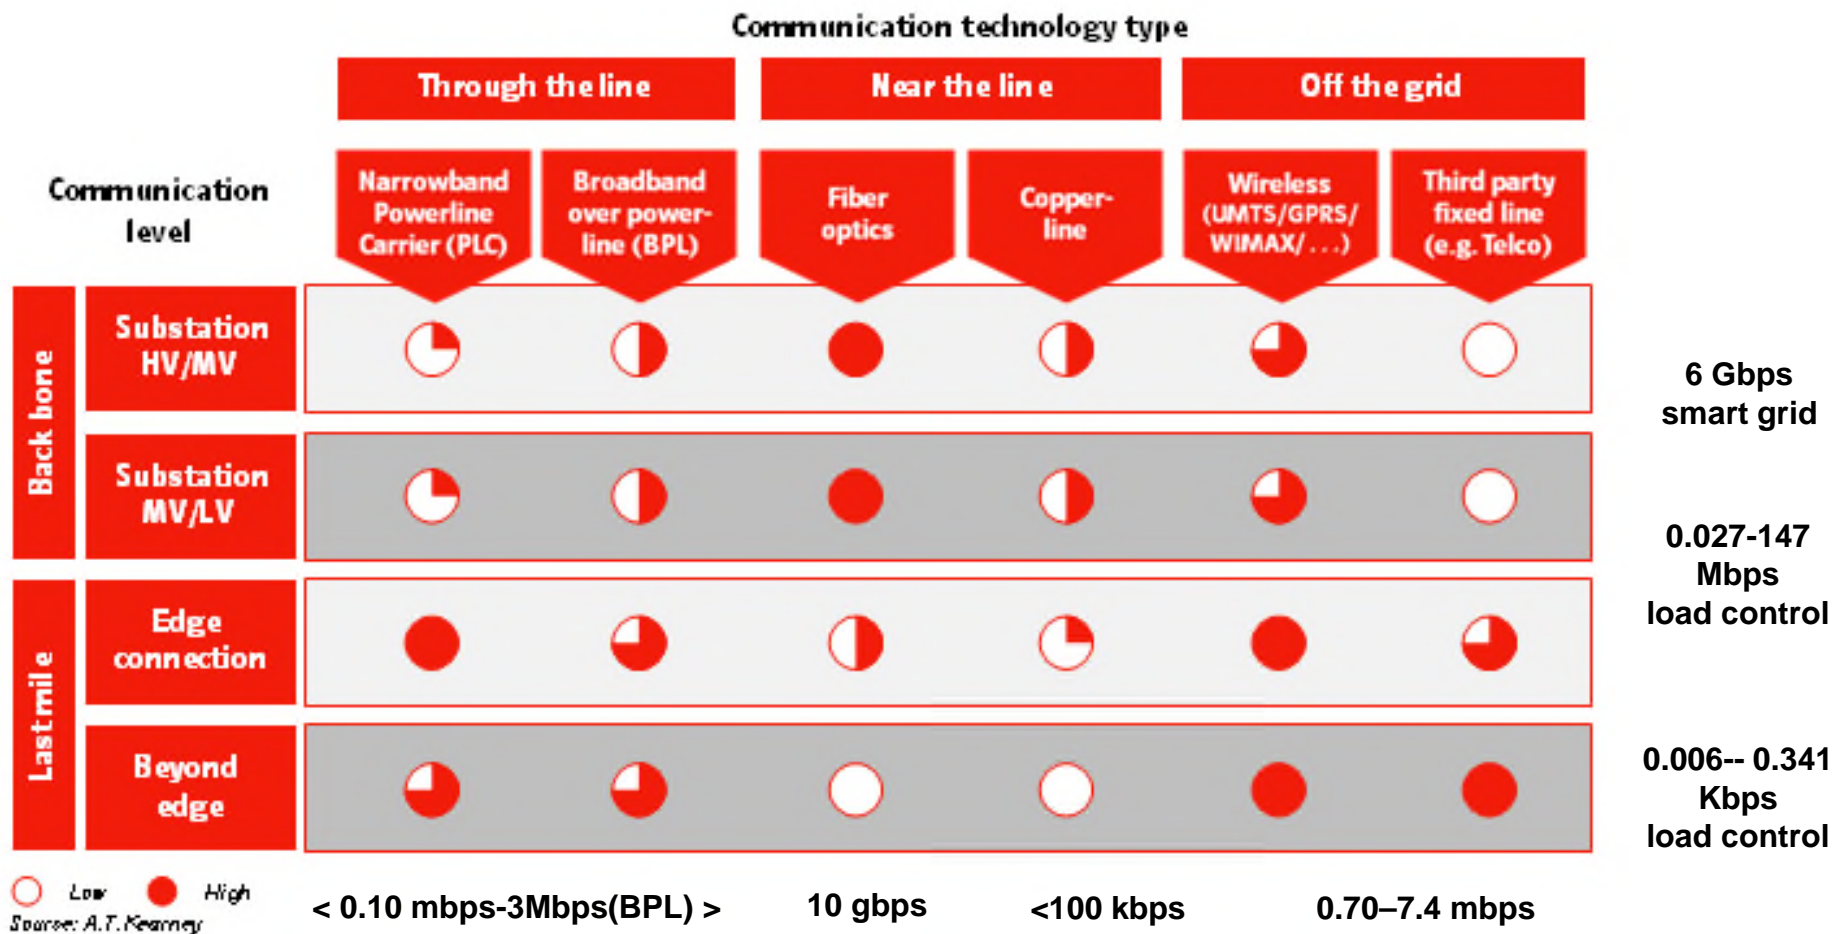 Communication technology type
Through the line
Near the line
Off the grid
Communication
level
Narrowband
Powerline
Carrier (PLC)
Broadband
over power-
line (BPL)
Fiber
optics
Copper-
line
Wireless
(UMTS/GPRS/
WIMAX/ . . .)
Third party
fixed line
(e.g. Telco)
Back bone
Substation
HV/MV
6 Gbps
smart grid
Substation
MV/LV
0.027-147
Mbps
load control
Last mile
Edge
connection
Beyond
edge
0.006-- 0.341
Kbps
load control
Low
High
Source: A.T. Kearney
< 0.10 mbps-3Mbps(BPL) >
10 gbps
<100 kbps
0.70–7.4 mbps